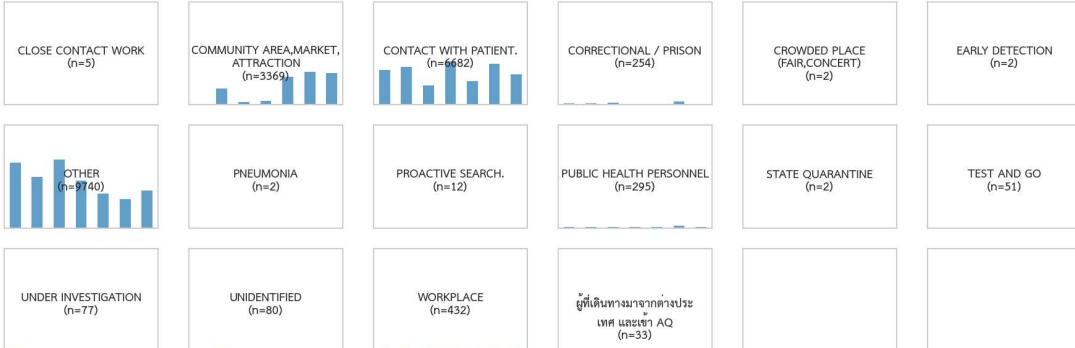 CLOSE CONTACT WORK
(n=5)
COMMUNITY AREA,MARKET,
ATTRACTION
(n=3369)
CONTACT WITH PATIENT.
(n=6682)
CORRECTIONAL / PRISON
(n=254)
CROWDED PLACE
(FAIR,CONCERT)
(n=2)
EARLY DETECTION
(n=2)
OTHER
(n=9740)
PNEUMONIA
(n=2)
PROACTIVE SEARCH.
(n=12)
PUBLIC HEALTH PERSONNEL
(n=295)
STATE QUARANTINE
(n=2)
TEST AND GO
(n=51)
UNDER INVESTIGATION
(n=77)
UNIDENTIFIED
(n=80)
WORKPLACE
(n=432)
ผู้ที่เดินทางมาจากต่างประ
เทศ และเข้า AQ
(n=33)